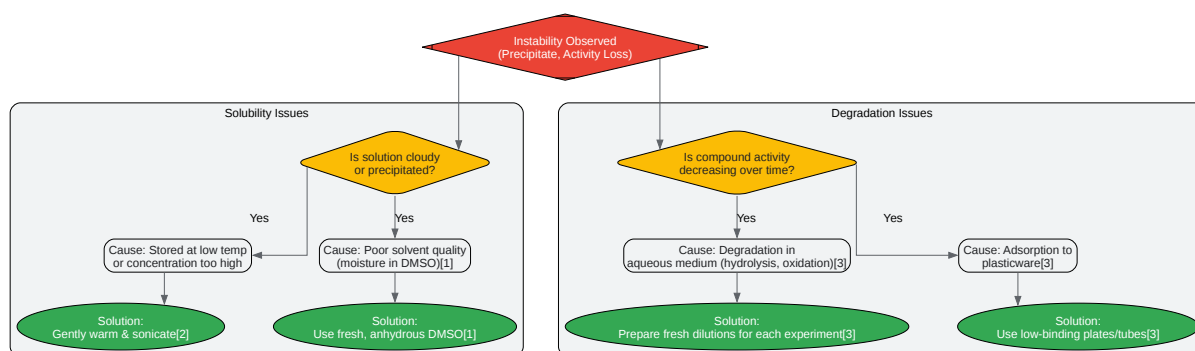 Instability Observed
(Precipitate, Activity Loss)
Solubility Issues
Is solution cloudy
or precipitated?
Yes
Yes
Cause: Stored at low temp
or concentration too high
Cause: Poor solvent quality
(moisture in DMSO)[1]
Solution:
Gently warm & sonicate[2]
Solution:
Use fresh, anhydrous DMSO[1]
Degradation Issues
Is compound activity
decreasing over time?
Yes
Yes
Cause: Degradation in
aqueous medium (hydrolysis, oxidation)[3]
Cause: Adsorption to
plasticware[3]
Solution:
Prepare fresh dilutions for each experiment[3]
Solution:
Use low-binding plates/tubes[3]